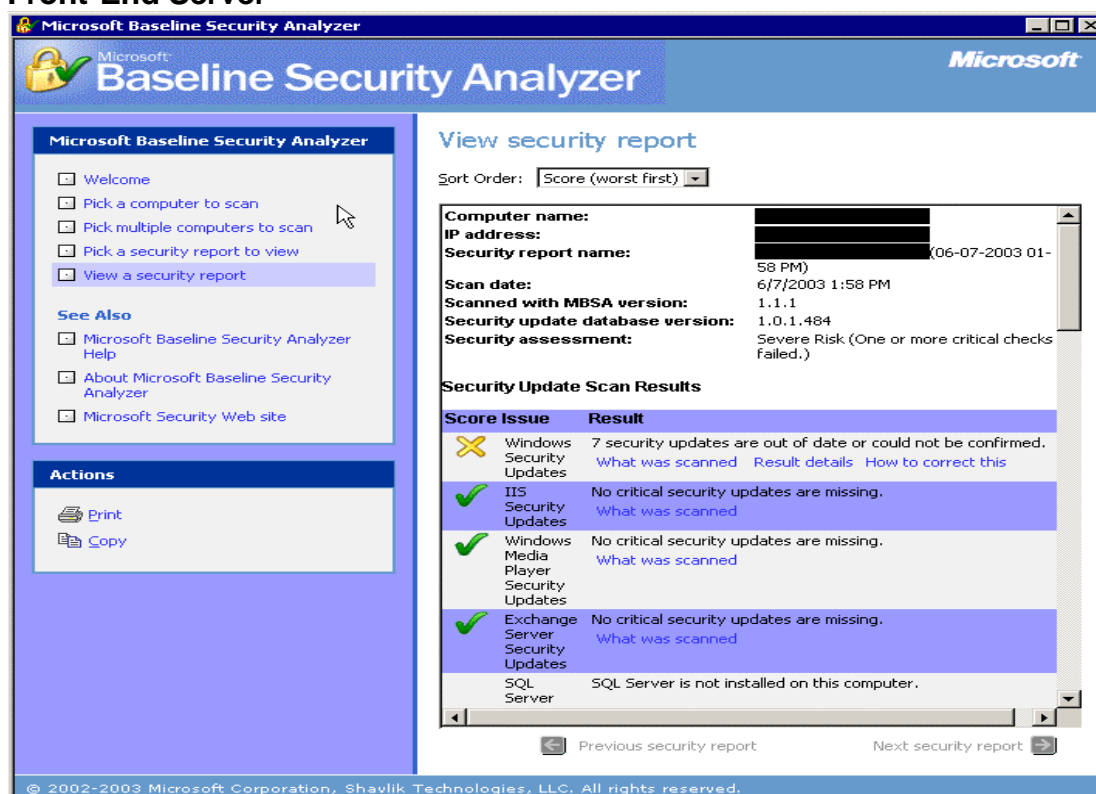 Front-End Server
Microsoft Baseline Security Analyzer
Microsoft
Baseline Security Analyzer
Microsoft
Microsoft Baseline Security Analyzer
Welcome
Pick a computer to scan
Pick multiple computers to scan
Pick a security report to view
View a security report
See Also
Microsoft Baseline Security Analyzer
Help
About Microsoft Baseline Security
Analyzer
Microsoft Security Web site
Actions
Print
Copy
View security report
Sort Order: Score (worst first)
Computer name:
IP address:
Security report name: (06-07-2003 01-
58 PM)
Scan date: 6/7/2003 1:58 PM
Scanned with MBSA version: 1.1.1
Security update database version: 1.0.1.484
Security assessment: Severe Risk (One or more critical checks
failed.)
Security Update Scan Results
Score Issue Result
Windows 7 security updates are out of date or could not be confirmed.
Security What was scanned Result details How to correct this
Updates
IIS No critical security updates are missing.
Security What was scanned
Updates
Windows No critical security updates are missing.
Media What was scanned
Player
Security
Updates
Exchange No critical security updates are missing.
Server What was scanned
Security
Updates
SQL SQL Server is not installed on this computer.
Server
Previous security report Next security report
© 2002-2003 Microsoft Corporation, Shavlik Technologies, LLC. All rights reserved.